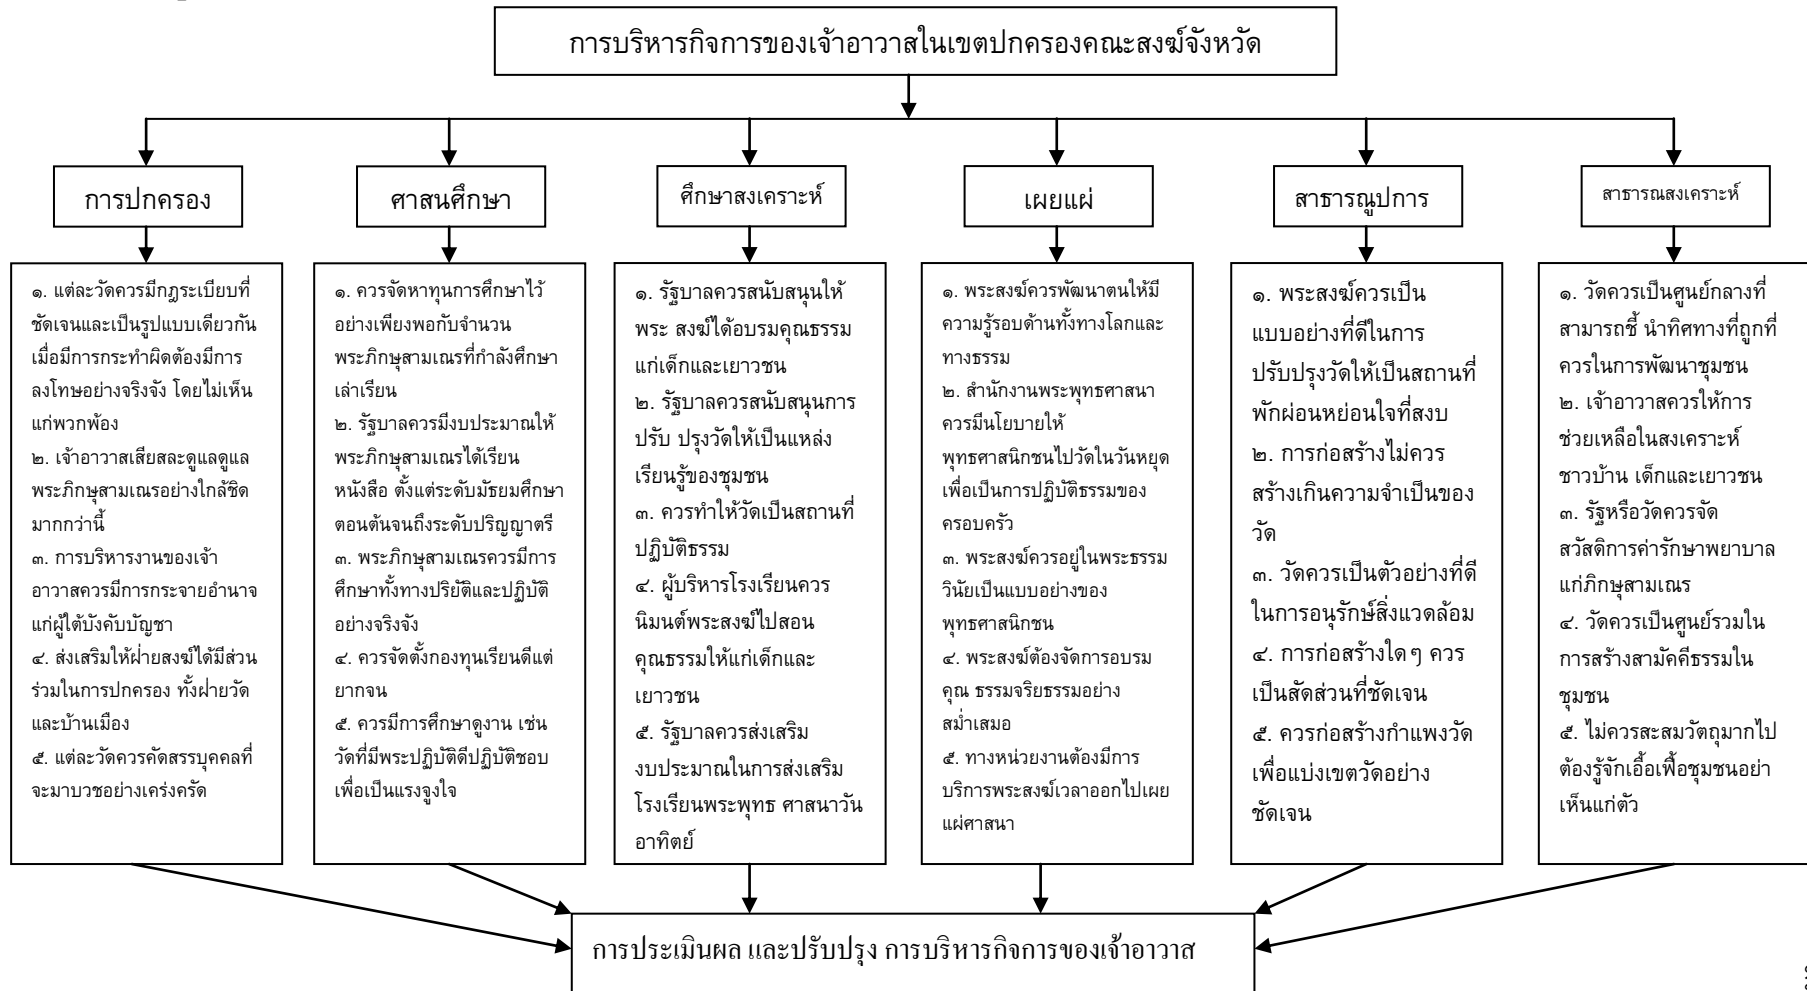 การบริหารกิจการของเจ้าอาวาสในเขตปกครองคณะสงฆ์จังหวัด
การปกครอง
ศาสนศึกษา
ศึกษาสงเคราะห์
เผยแผ่
สาธารณูปการ
สาธารณสงเคราะห์
๑. แต่ละวัดควรมีกฎระเบียบที่
ชัดเจนและเป็นรูปแบบเดียวกัน
เมื่อมีการกระทำผิดต้องมีการ
ลงโทษอย่างจริงจัง โดยไม่เห็น
แก่พวกพ้อง
๒. เจ้าอาวาสเสียสละดูแลดูแล
พระภิกษุสามเณรอย่างใกล้ชิด
มากกว่านี้
๓. การบริหารงานของเจ้า
อาวาสควรมีการกระจายอำนาจ
แก่ผู้ใต้บังคับบัญชา
๔. ส่งเสริมให้ฝ่ายสงฆ์ได้มีส่วน
ร่วมในการปกครอง ทั้งฝ่ายวัด
และบ้านเมือง
๕. แต่ละวัดควรคัดสรรบุคคลที่
จะมาบวชอย่างเคร่งครัด
๑. ควรจัดหาทุนการศึกษาไว้
อย่างเพียงพอกับจำนวน
พระภิกษุสามเณรที่กำลังศึกษา
เล่าเรียน
๒. รัฐบาลควรมีงบประมาณให้
พระภิกษุสามเณรได้เรียน
หนังสือ ตั้งแต่ระดับมัธยมศึกษา
ตอนต้นจนถึงระดับปริญญาตรี
๓. พระภิกษุสามเณรควรมีการ
ศึกษาทั้งทางปริยัติและปฏิบัติ
อย่างจริงจัง
๔. ควรจัดตั้งกองทุนเรียนดีแต่
ยากจน
๕. ควรมีการศึกษาดูงาน เช่น
วัดที่มีพระปฏิบัติดีปฏิบัติชอบ
เพื่อเป็นแรงจูงใจ
๑. รัฐบาลควรสนับสนุนให้
พระ สงฆ์ได้อบรมคุณธรรม
แก่เด็กและเยาวชน
๒. รัฐบาลควรสนับสนุนการ
ปรับ ปรุงวัดให้เป็นแหล่ง
เรียนรู้ของชุมชน
๓. ควรทำให้วัดเป็นสถานที่
ปฏิบัติธรรม
๔. ผู้บริหารโรงเรียนควร
นิมนต์พระสงฆ์ไปสอน
คุณธรรมให้แก่เด็กและ
เยาวชน
๕. รัฐบาลควรส่งเสริม
งบประมาณในการส่งเสริม
โรงเรียนพระพุทธ ศาสนาวัน
อาทิตย์
๑. พระสงฆ์ควรพัฒนาตนให้มี
ความรู้รอบด้านทั้งทางโลกและ
ทางธรรม
๒. สำนักงานพระพุทธศาสนา
ควรมีนโยบายให้
พุทธศาสนิกชนไปวัดในวันหยุด
เพื่อเป็นการปฏิบัติธรรมของ
ครอบครัว
๓. พระสงฆ์ควรอยู่ในพระธรรม
วินัยเป็นแบบอย่างของ
พุทธศาสนิกชน
๔. พระสงฆ์ต้องจัดการอบรม
คุณ ธรรมจริยธรรมอย่าง
สม่ำเสมอ
๕. ทางหน่วยงานต้องมีการ
บริการพระสงฆ์เวลาออกไปเผย
แผ่ศาสนา
๑. พระสงฆ์ควรเป็น
แบบอย่างที่ดีในการ
ปรับปรุงวัดให้เป็นสถานที่
พักผ่อนหย่อนใจที่สงบ
๒. การก่อสร้างไม่ควร
สร้างเกินความจำเป็นของ
วัด
๓. วัดควรเป็นตัวอย่างที่ดี
ในการอนุรักษ์สิ่งแวดล้อม
๔. การก่อสร้างใด ๆ ควร
เป็นสัดส่วนที่ชัดเจน
๕. ควรก่อสร้างกำแพงวัด
เพื่อแบ่งเขตวัดอย่าง
ชัดเจน
๑. วัดควรเป็นศูนย์กลางที่
สามารถชี้ นำทิศทางที่ถูกที่
ควรในการพัฒนาชุมชน
๒. เจ้าอาวาสควรให้การ
ช่วยเหลือในสงเคราะห์
ชาวบ้าน เด็กและเยาวชน
๓. รัฐหรือวัดควรจัด
สวัสดิการค่ารักษาพยาบาล
แก่ภิกษุสามเณร
๔. วัดควรเป็นศูนย์รวมใน
การสร้างสามัคคีธรรมใน
ชุมชน
๕. ไม่ควรสะสมวัตถุมากไป
ต้องรู้จักเอื้อเฟื้อชุมชนอย่า
เห็นแก่ตัว
การประเมินผล และปรับปรุง การบริหารกิจการของเจ้าอาวาส